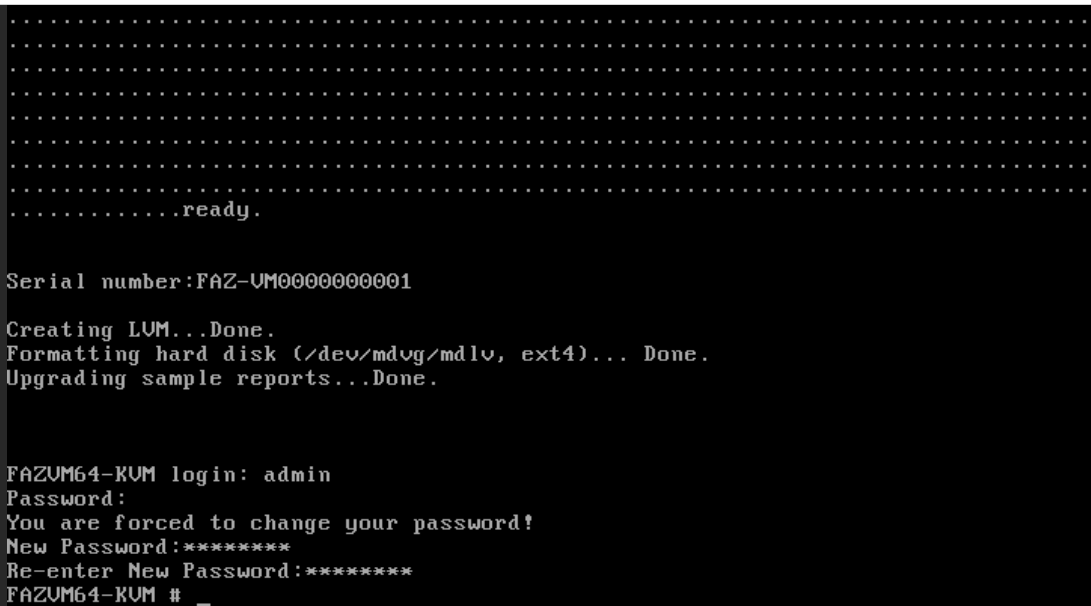 ................................................................................
................................................................................
................................................................................
................................................................................
................................................................................
................................................................................
................................................................................
................................................................................
.............ready.
Serial number:FAZ-VM0000000001
Creating LVM...Done.
Formatting hard disk (/dev/mdvg/mdlv, ext4)... Done.
Upgrading sample reports...Done.
FAZVM64-KVM login: admin
Password:
You are forced to change your password!
New Password:********
Re-enter New Password:********
FAZVM64-KVM # _